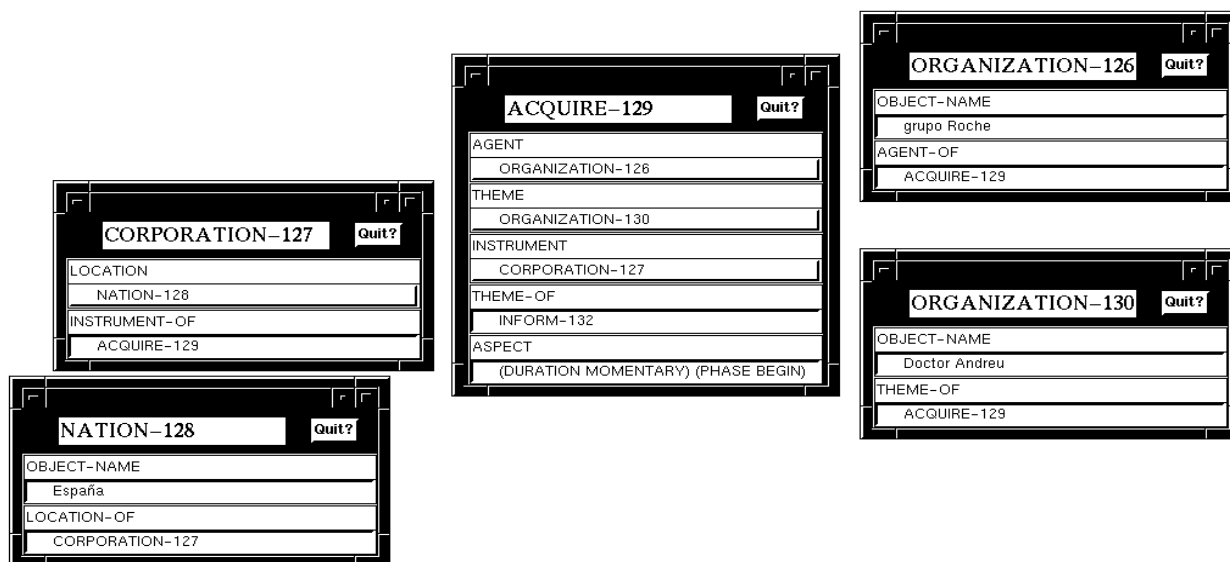 CORPORATION-127 Quit?
LOCATION
NATION-128
INSTRUMENT-OF
ACQUIRE-129
NATION-128 Quit?
OBJECT-NAME
España
LOCATION-OF
CORPORATION-127
ACQUIRE-129 Quit?
AGENT
ORGANIZATION-126
THEME
ORGANIZATION-130
INSTRUMENT
CORPORATION-127
THEME-OF
INFORM-132
ASPECT
(DURATION MOMENTARY) (PHASE BEGIN)
ORGANIZATION-126 Quit?
OBJECT-NAME
grupo Roche
AGENT-OF
ACQUIRE-129
ORGANIZATION-130 Quit?
OBJECT-NAME
Doctor Andreu
THEME-OF
ACQUIRE-129